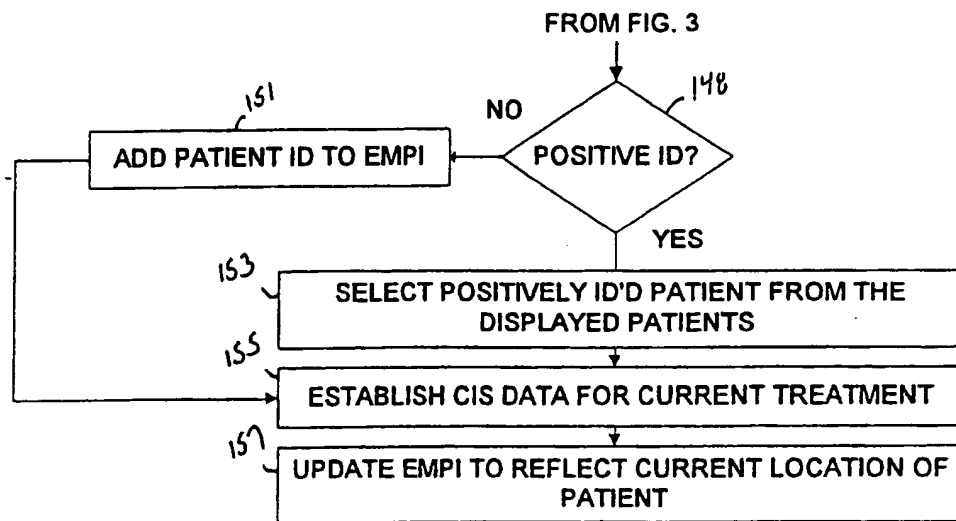 FROM FIG. 3
148
NO
POSITIVE ID?
151
ADD PATIENT ID TO EMPI
YES
153
SELECT POSITIVELY ID'D PATIENT FROM THE
DISPLAYED PATIENTS
155
ESTABLISH CIS DATA FOR CURRENT TREATMENT
157
UPDATE EMPI TO REFLECT CURRENT LOCATION OF
PATIENT